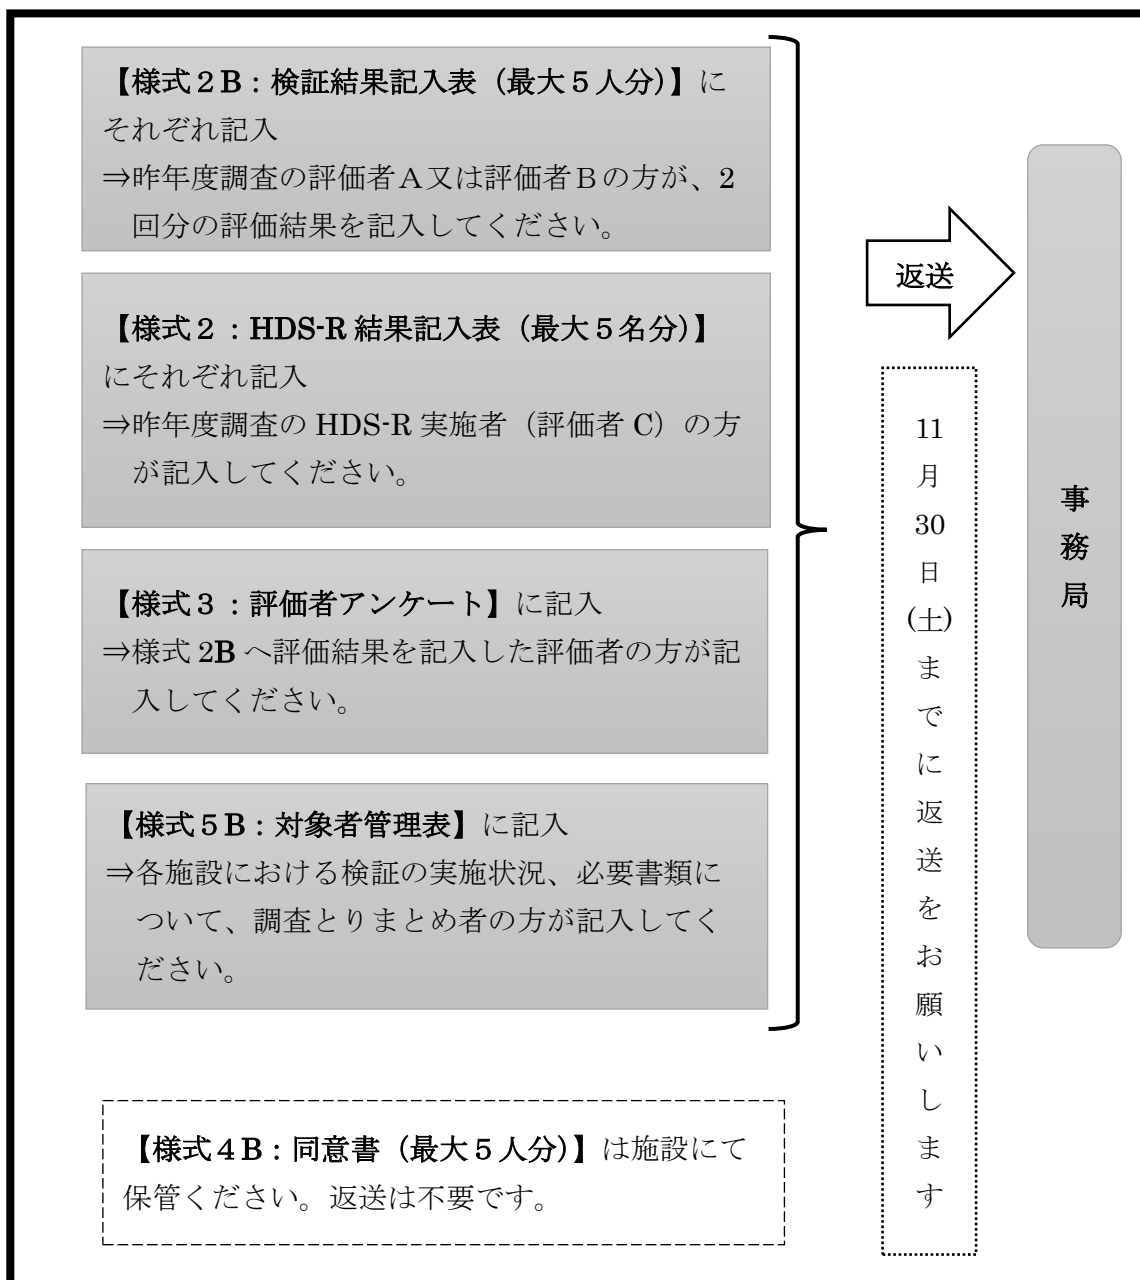 【様式２B：検証結果記入表（最大５人分）】に
それぞれ記入
⇒昨年度調査の評価者Ａ又は評価者Ｂの方が、2
回分の評価結果を記入してください。
【様式２：HDS-R 結果記入表（最大５名分）】
にそれぞれ記入
⇒昨年度調査の HDS-R 実施者（評価者 C）の方
が記入してください。
【様式３：評価者アンケート】に記入
⇒様式 2B へ評価結果を記入した評価者の方が記
入してください。
【様式５B：対象者管理表】に記入
⇒各施設における検証の実施状況、必要書類に
ついて、調査とりまとめ者の方が記入してく
ださい。
【様式４B：同意書（最大５人分）】は施設にて
保管ください。返送は不要です。
返送
11月30日(土)までに返送をお願いします
事務局